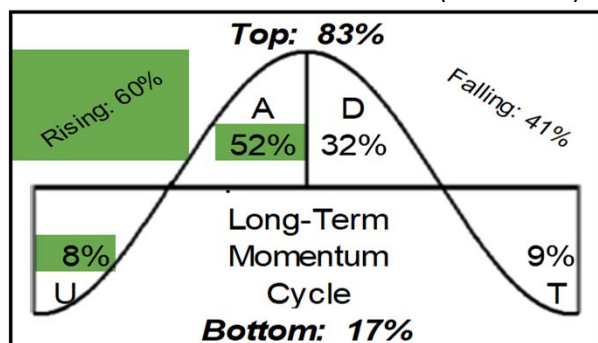 Top: 83%
Rising: 60%
Falling: 41%
A D
52% 32%
Long-Term
8% Momentum 9%
U Cycle T
Bottom: 17%